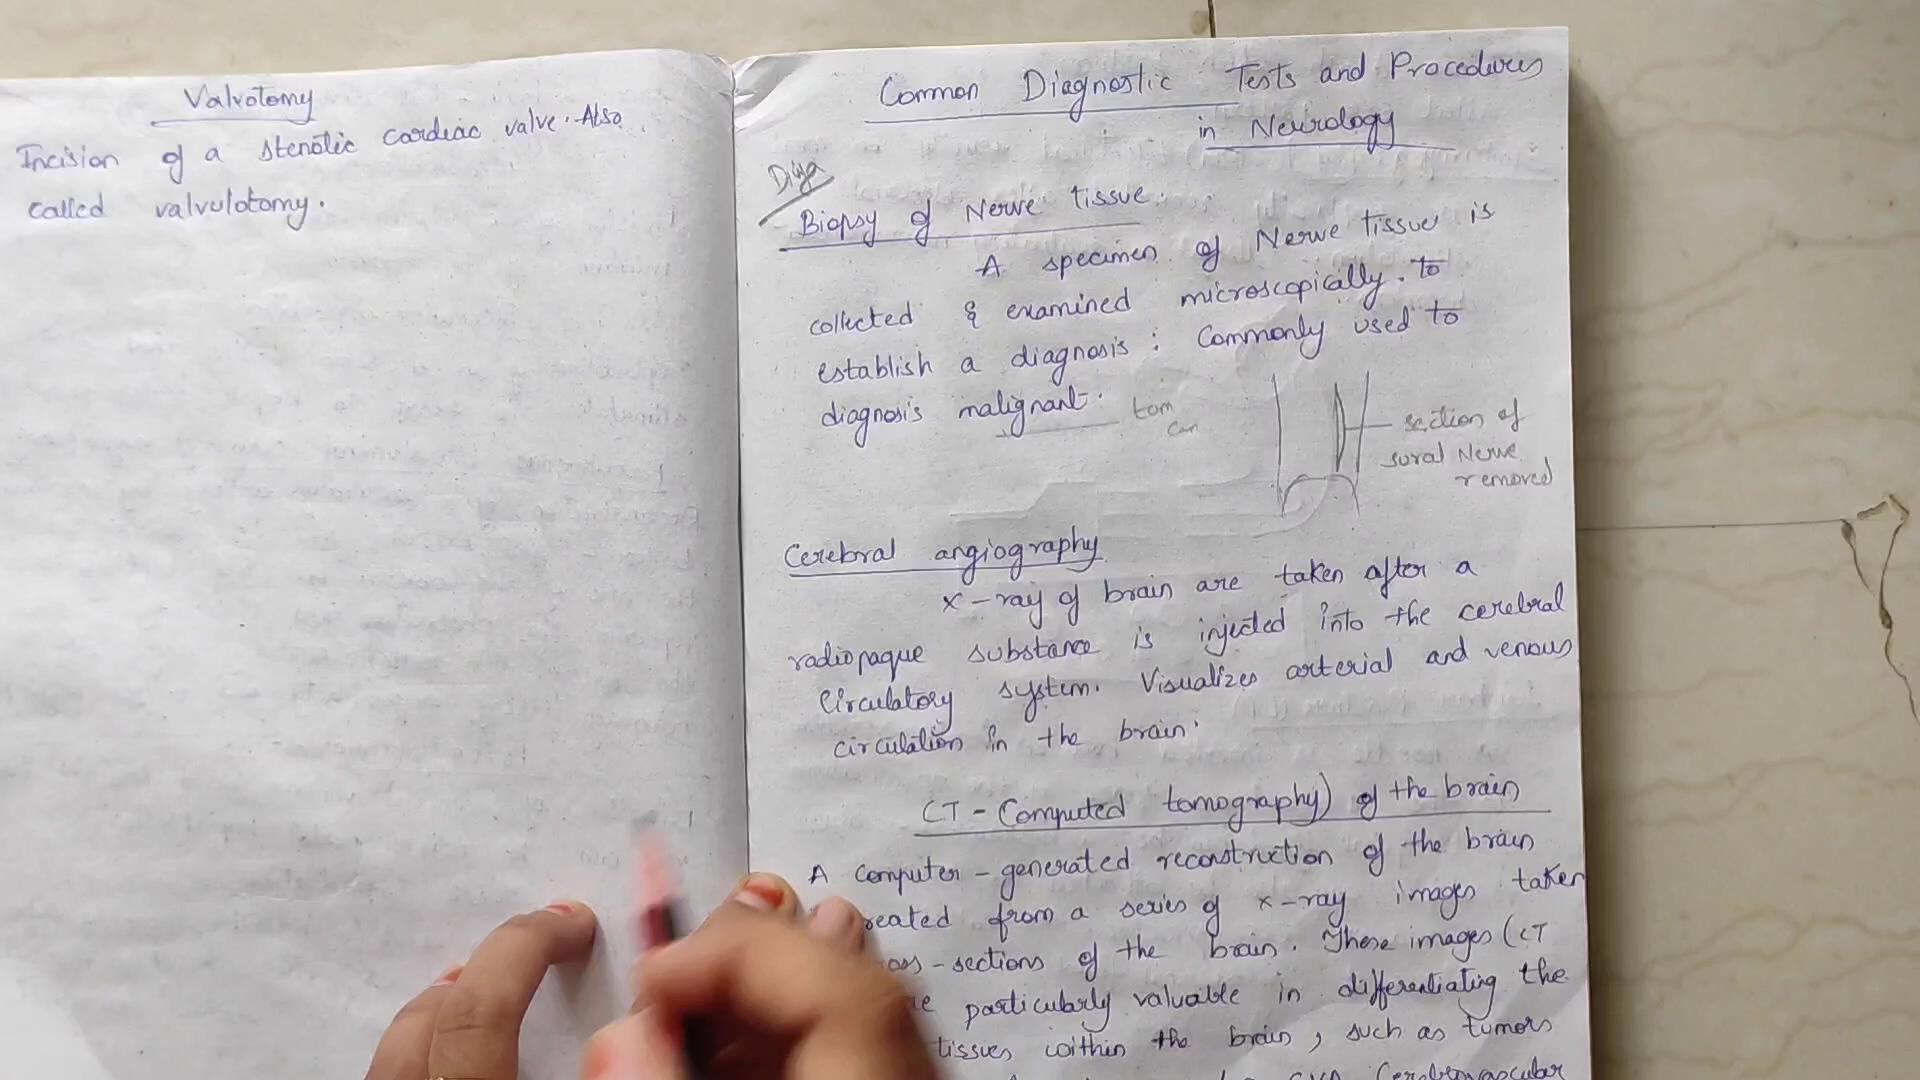 Valvotomy
Incision of a stenotic cardiac valve. Also
called valvulotomy.
Common Diagnostic Tests and Procedures
in Neurology
Diya
Biopsy of Nerve tissue.
A specimen of Nerve tissue is
collected & examined microscopically. to
establish a diagnosis: Commonly used to
diagnosis malignant.
section of
sural Nerve
removed
Cerebral angiography
X-ray of brain are taken after a
radiopaque substance is injected into the cerebral
Circulatory system. Visualizes arterial and venous
circulation in the brain.
CT - Computed tomography) of the brain
A computer - generated reconstruction of the brain
reated from a series of x-ray images taken
oss-sections of the brain. These images (CT
particularly valuable in differentiating the
tissues within the brain, such as tumors
CVA Cerebrovascular